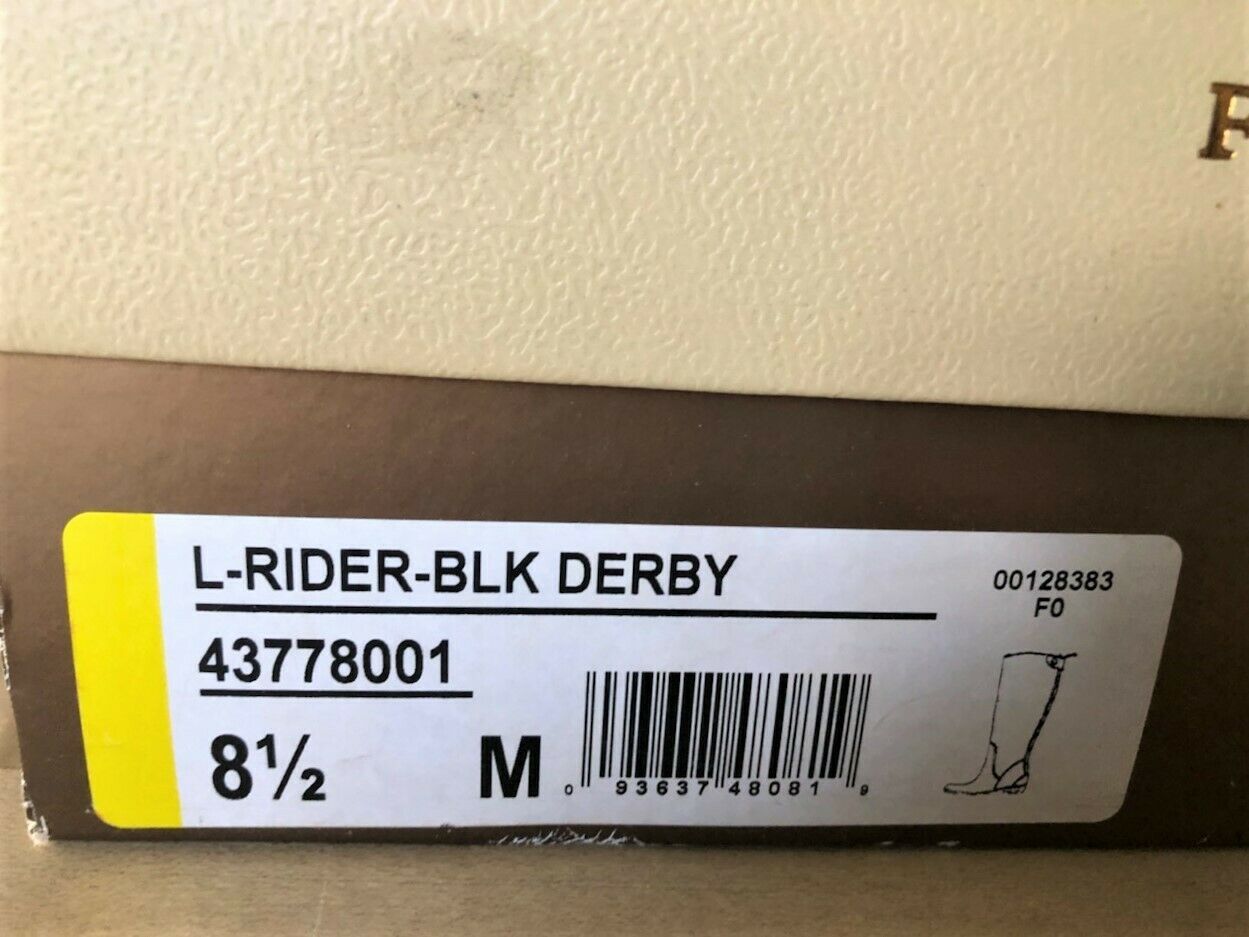 L-RIDER-BLK DERBY
00128383
F0
43778001
8½ M
0 93637 48081 9